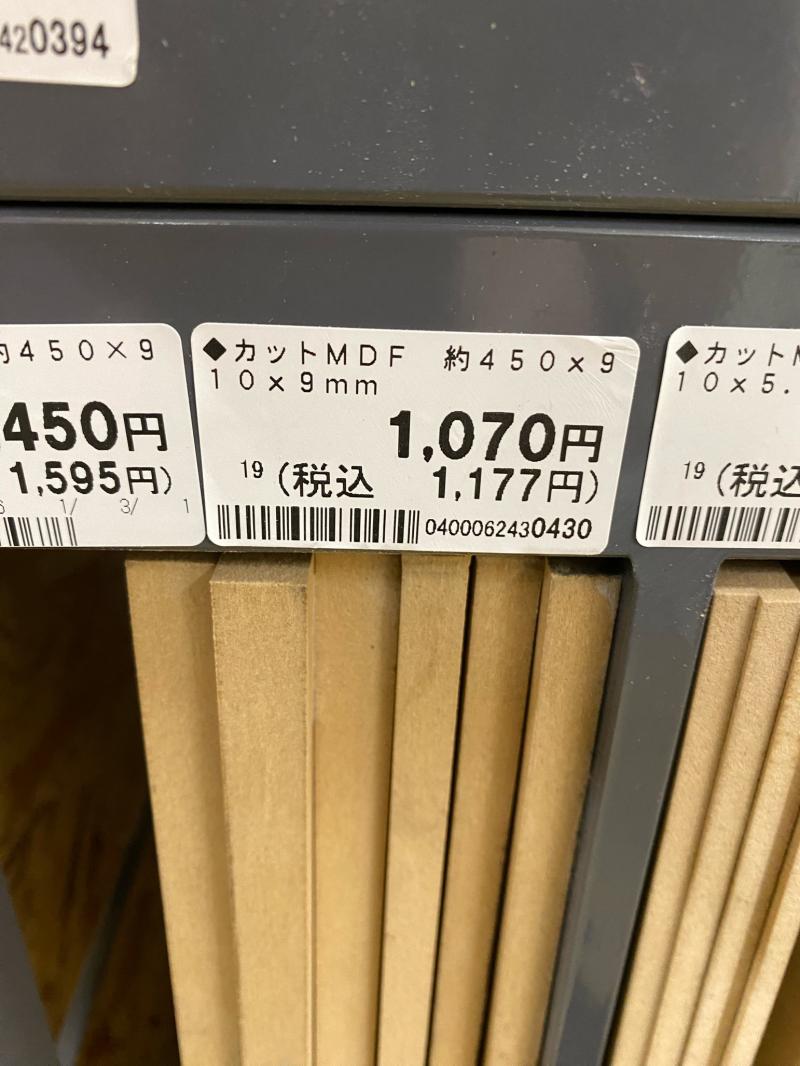 420394
約450×9
450円
1,595円)
1/ 3/ 1
◆カットMDF 約450×9
10×9mm
1,070円
19 (税込 1,177円)
0400062430430
◆カット
10×5.
19 (税込